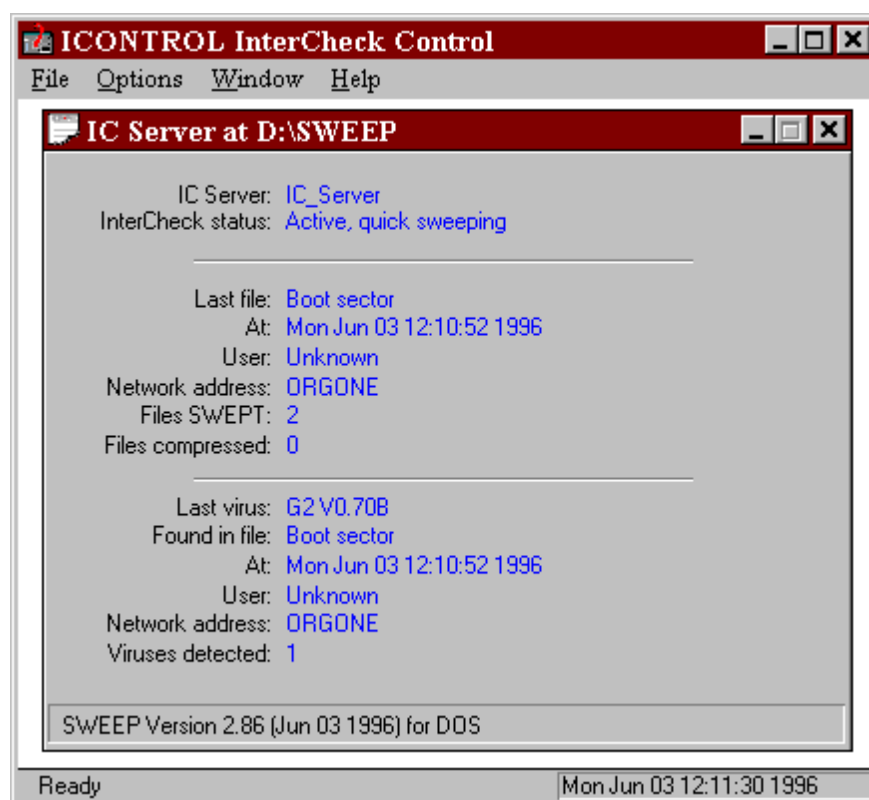 ICONTROL InterCheck Control
File Options Window Help
IC Server at D:\SWEEP
IC Server: IC_Server
InterCheck status: Active, quick sweeping
Last file: Boot sector
At: Mon Jun 03 12:10:52 1996
User: Unknown
Network address: ORGONE
Files SWEPT: 2
Files compressed: 0
Last virus: G2 V0.70B
Found in file: Boot sector
At: Mon Jun 03 12:10:52 1996
User: Unknown
Network address: ORGONE
Viruses detected: 1
SWEEP Version 2.86 (Jun 03 1996) for DOS
Ready Mon Jun 03 12:11:30 1996